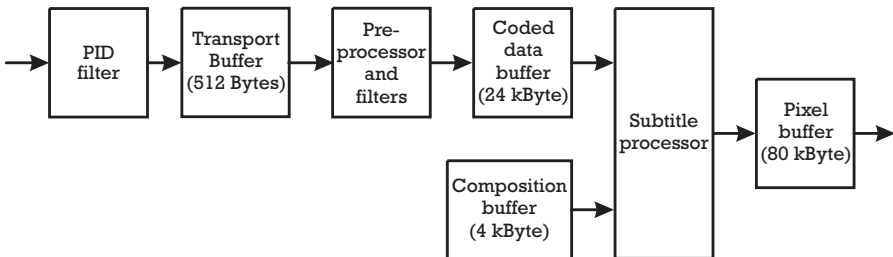 PID
filter
Transport
Buffer
(512 Bytes)
Pre-
processor
and
filters
Coded
data
buffer
(24 kByte)
Subtitle
processor
Pixel
buffer
(80 kByte)
Composition
buffer
(4 kByte)